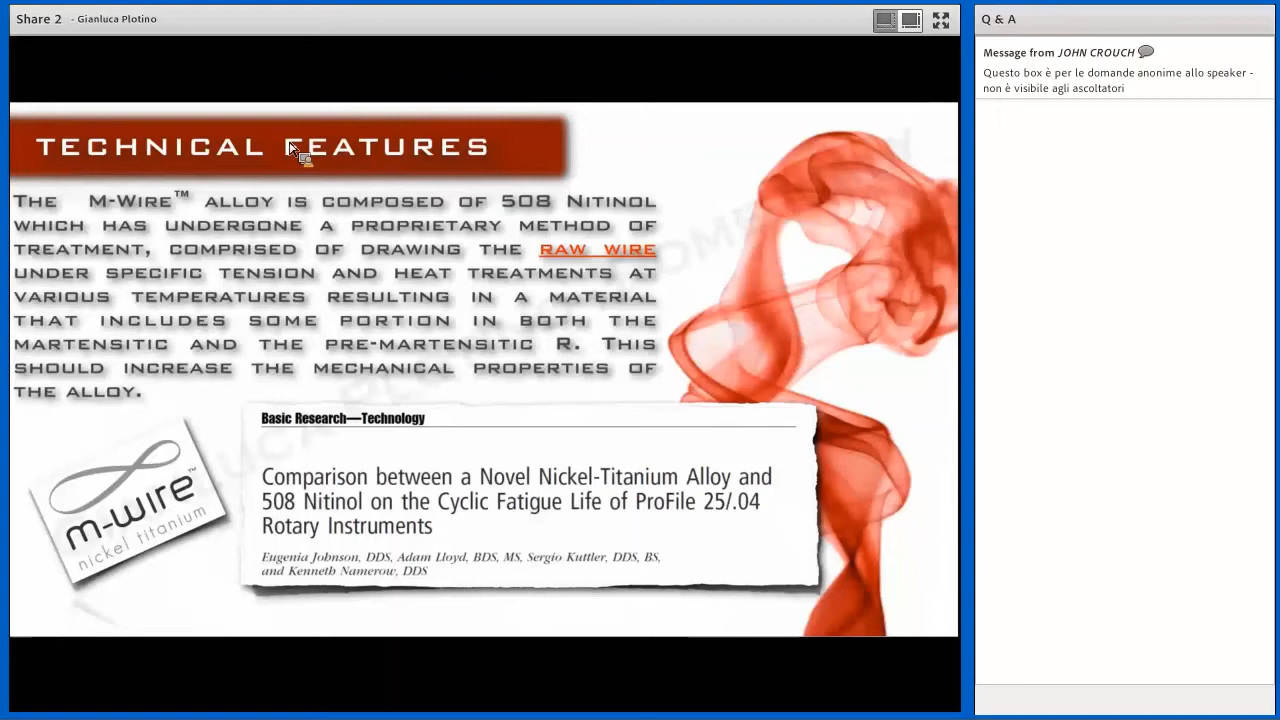 Share 2 - Gianluca Plotino
TECHNICAL FEATURES
THE M-WIRE™ ALLOY IS COMPOSED OF 508 NITINOL
WHICH HAS UNDERGONE A PROPRIETARY METHOD OF
TREATMENT, COMPRISED OF DRAWING THE RAW WIRE
UNDER SPECIFIC TENSION AND HEAT TREATMENTS AT
VARIOUS TEMPERATURES RESULTING IN A MATERIAL
THAT INCLUDES SOME PORTION IN BOTH THE
MARTENSITIC AND THE PRE-MARTENSITIC R. THIS
SHOULD INCREASE THE MECHANICAL PROPERTIES OF
THE ALLOY.
m-wire™
nickel titanium
Basic Research—Technology
Comparison between a Novel Nickel-Titanium Alloy and
508 Nitinol on the Cyclic Fatigue Life of ProFile 25/.04
Rotary Instruments
Eugenia Johnson, DDS, Adam Lloyd, BDS, MS, Sergio Kuttler, DDS, BS,
and Kenneth Namerow, DDS
Q & A
Message from JOHN CROUCH
Questo box è per le domande anonime allo speaker -
non è visibile agli ascoltatori